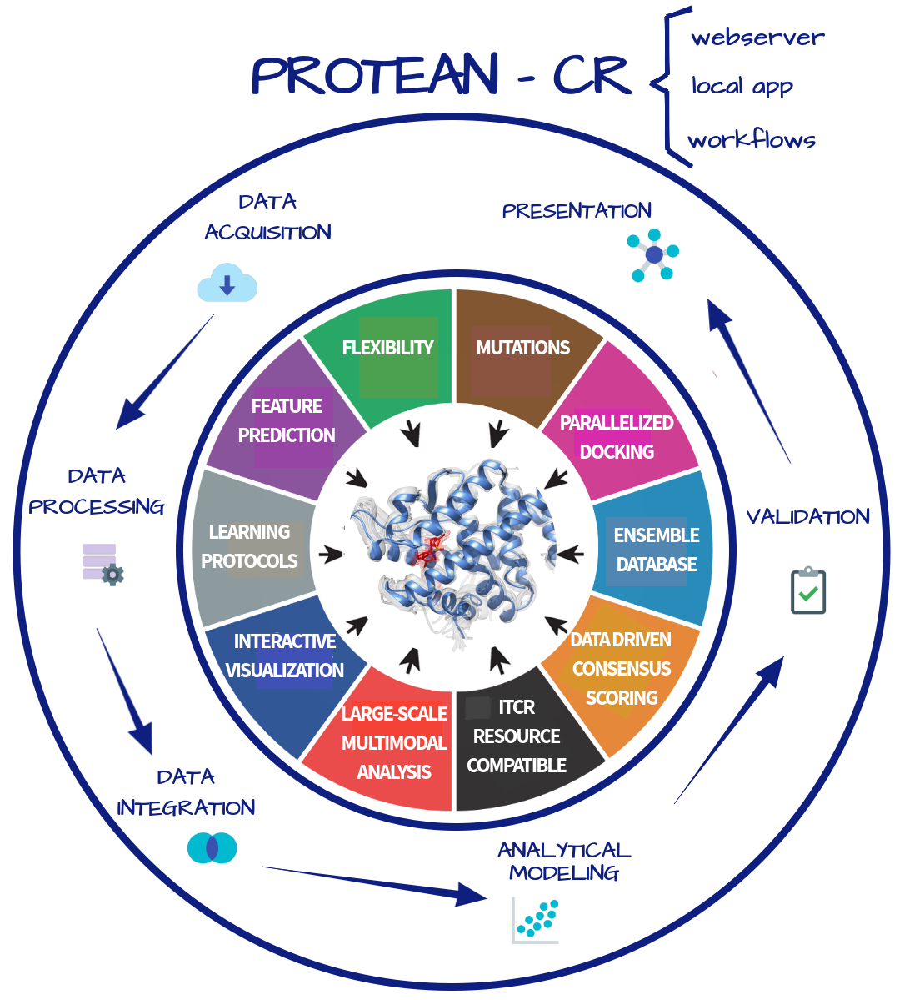 PROTEAN - CR
webserver
local app
workflows
DATA
ACQUISITION
PRESENTATION
DATA
PROCESSING
VALIDATION
DATA
INTEGRATION
ANALYTICAL
MODELING
FLEXIBILITY
MUTATIONS
FEATURE
PREDICTION
PARALLELIZED
DOCKING
LEARNING
PROTOCOLS
ENSEMBLE
DATABASE
INTERACTIVE
VISUALIZATION
DATA DRIVEN
CONSENSUS
SCORING
LARGE-SCALE
MULTIMODAL
ANALYSIS
ITCR
RESOURCE
COMPATIBLE